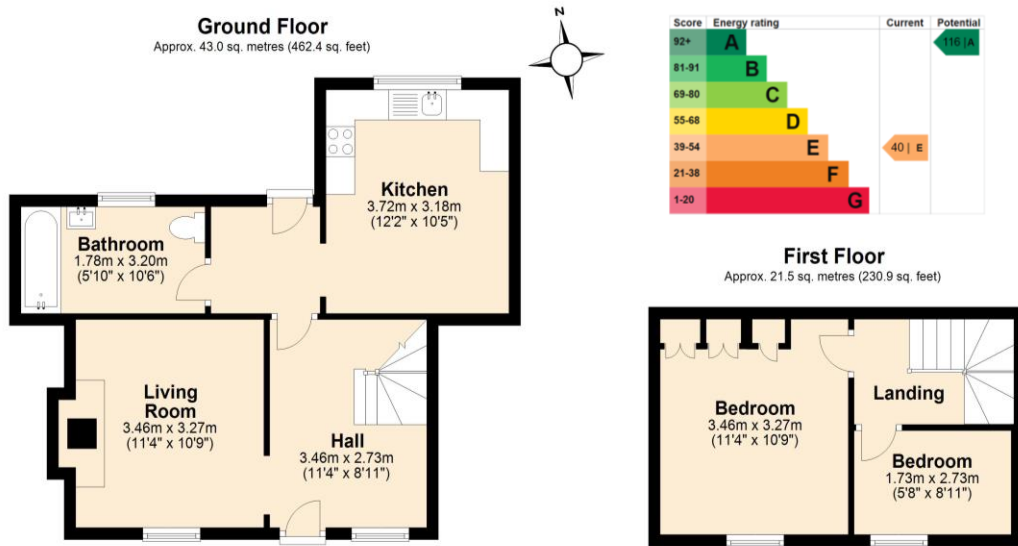 Ground Floor
Approx. 43.0 sq. metres (462.4 sq. feet)
N
Kitchen
3.72m x 3.18m
(12'2" x 10'5")
Bathroom
1.78m x 3.20m
(5'10" x 10'6")
Living
Room
3.46m x 3.27m
(11'4" x 10'9")
Hall
3.46m x 2.73m
(11'4" x 8'11")
Score Energy rating Current Potential
92+ A 116 | A
81-91 B
69-80 C
55-68 D
39-54 E 40 | E
21-38 F
1-20 G
First Floor
Approx. 21.5 sq. metres (230.9 sq. feet)
Landing
Bedroom
3.46m x 3.27m
(11'4" x 10'9")
Bedroom
1.73m x 2.73m
(5'8" x 8'11")